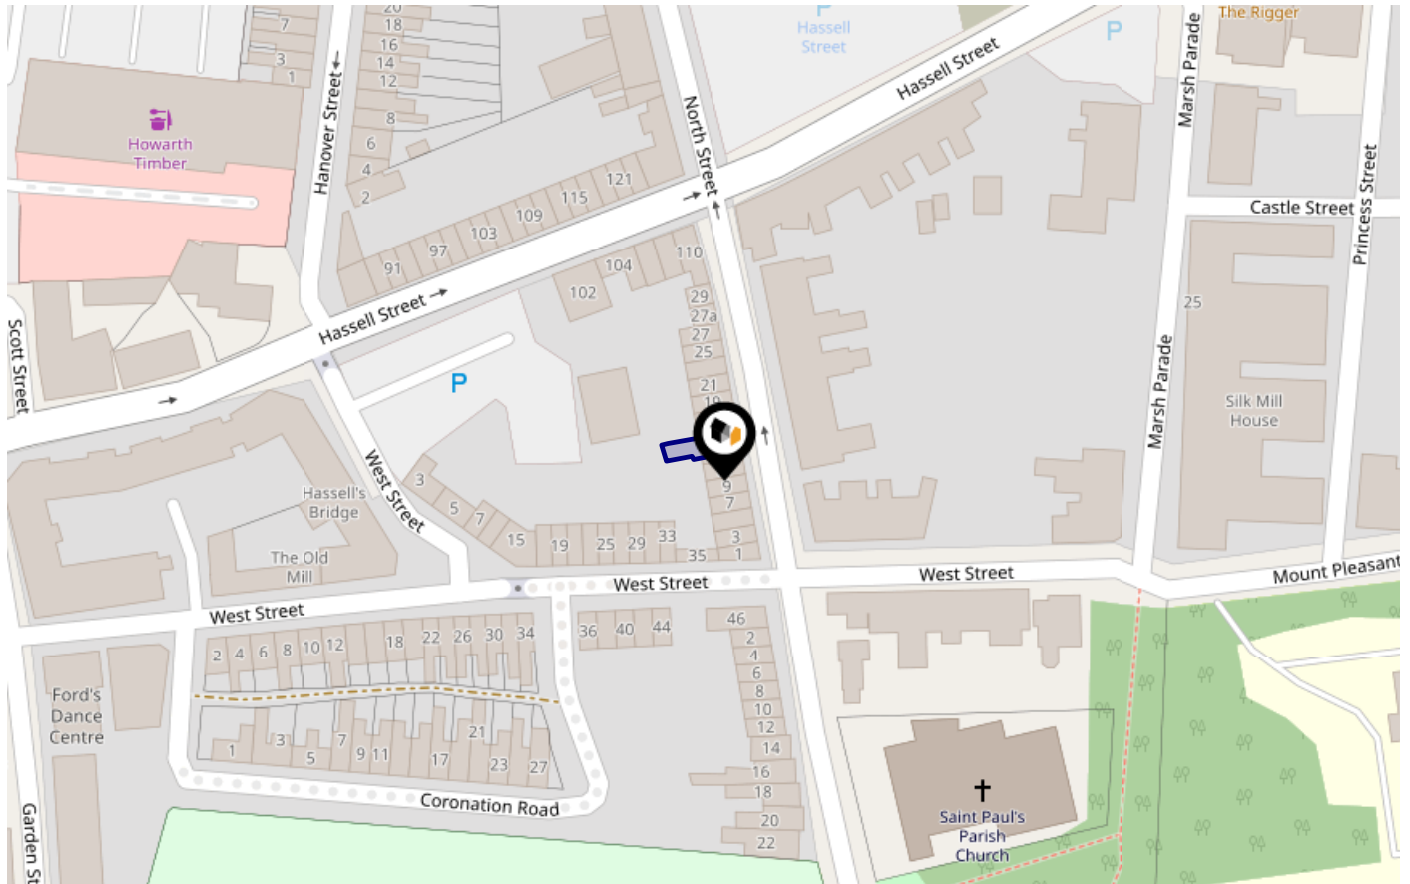 20
18
16
14
12
8
6
4
2
7
3
1
Howarth
Timber
Hanover Street
Hassell
Street
P
P
Hassell Street
North Street
Marsh Parade
The Rigger
Princess Street
Castle Street
121
115
109
103
97
91
Hassell Street
110
104
102
29
27a
27
25
21
19
Scott Street
P
25
Marsh Parade
Silk Mill
House
West Street
3
5
7
15
19
25
29
33
35
9
7
3
1
Hassell's
Bridge
The Old
Mill
West Street
West Street
West Street
Mount Pleasant
2
4
6
8
10
12
18
22
26
30
34
36
40
44
46
2
4
6
8
10
12
14
16
18
20
22
Ford's
Dance
Centre
1
3
5
7
9
11
17
21
23
27
Coronation Road
Garden St
Saint Paul's
Parish
Church